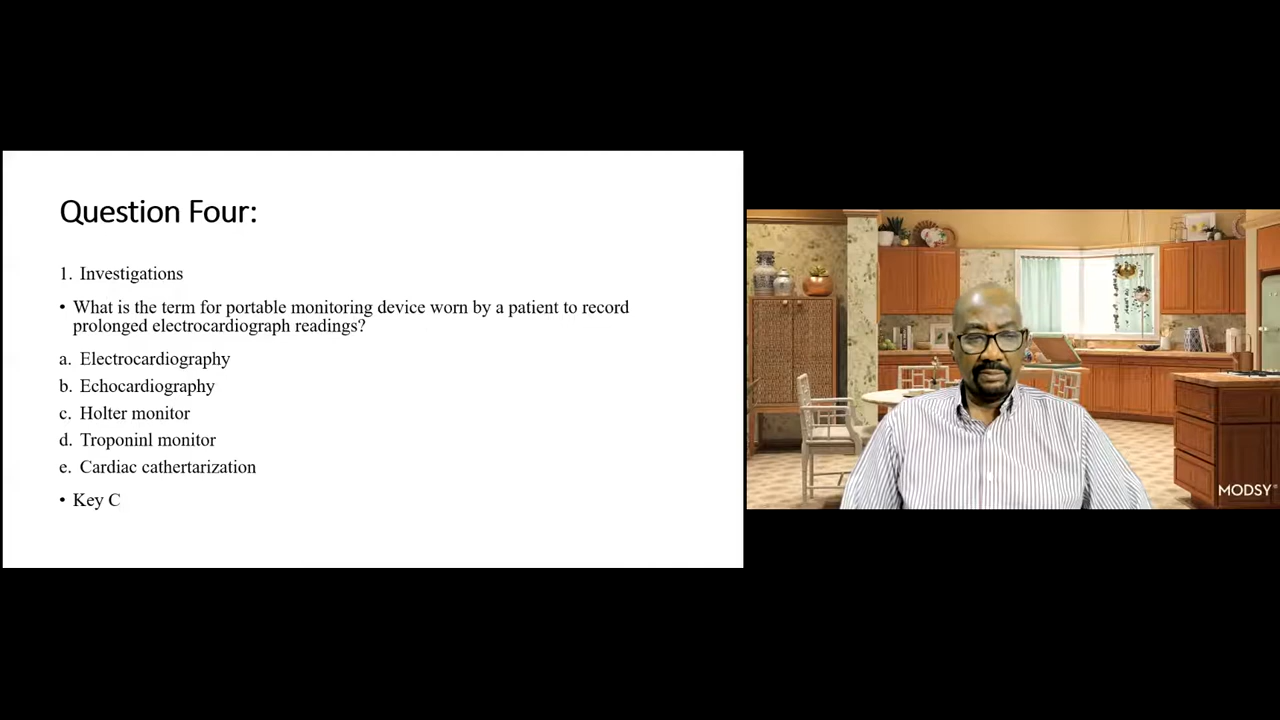 Question Four:
1. Investigations
• What is the term for portable monitoring device worn by a patient to record
prolonged electrocardiograph readings?
a. Electrocardiography
b. Echocardiography
c. Holter monitor
d. Troponinl monitor
e. Cardiac cathertarization
• Key C
MODSY®